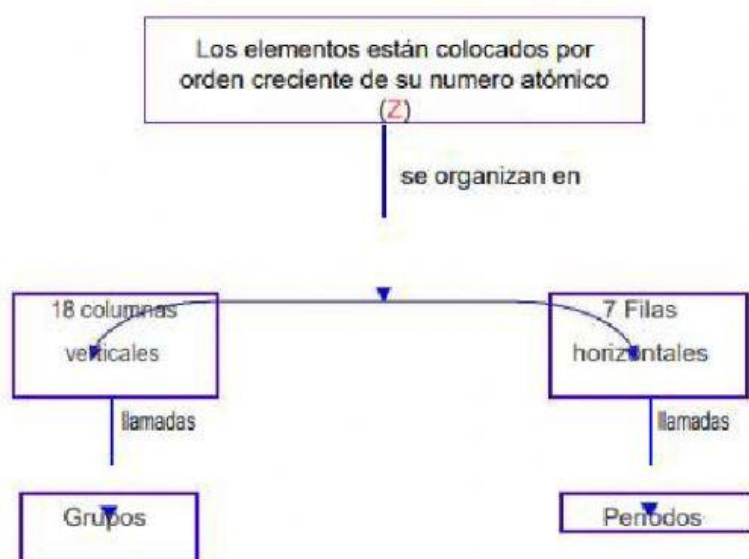 Los elementos están colocados por
orden creciente de su numero atómico
(Z)
se organizan en
18 columnas
verticales
7 Filas
horizontales
llamadas
llamadas
Grupos
Periodos